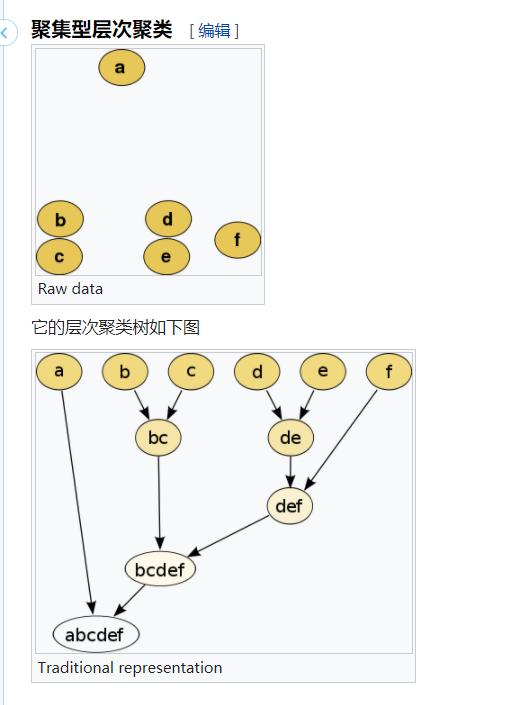 聚集型层次聚类 [ 编辑 ]
a
b d
f
c e
Raw data
它的层次聚类树如下图
a b c d e f
bc de
def
bcdef
abcdef
Traditional representation